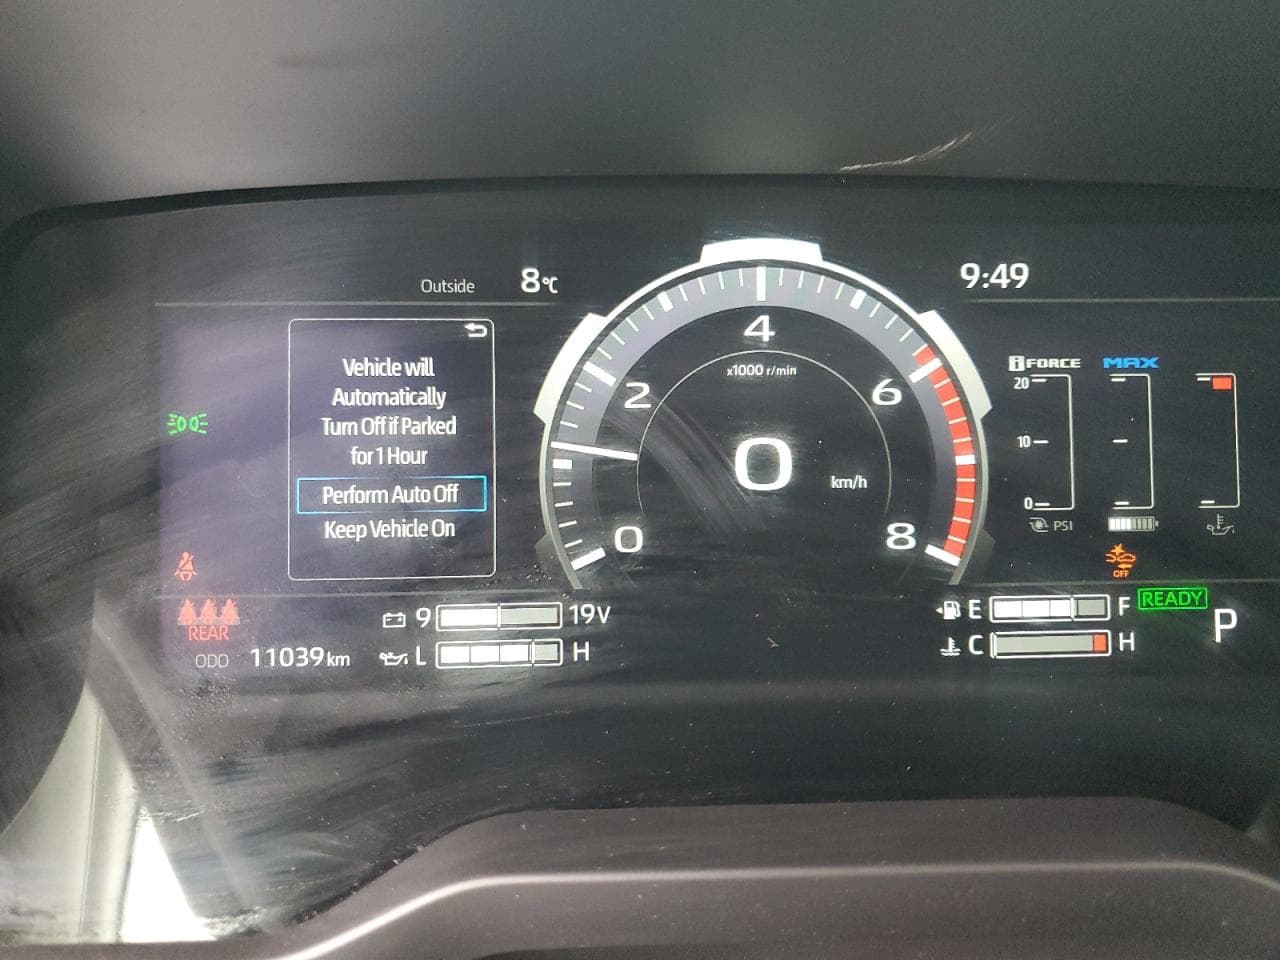 Outside 8°C
9:49
Vehicle will
Automatically
Turn Off if Parked
for 1 Hour
Perform Auto Off
Keep Vehicle On
4
x1000 r/min
2
6
0
km/h
0
8
iFORCE MAX
20
10
0
PSI
OFF
REAR
ODO 11039 km
9 19V
L H
E F
READY
P
C H